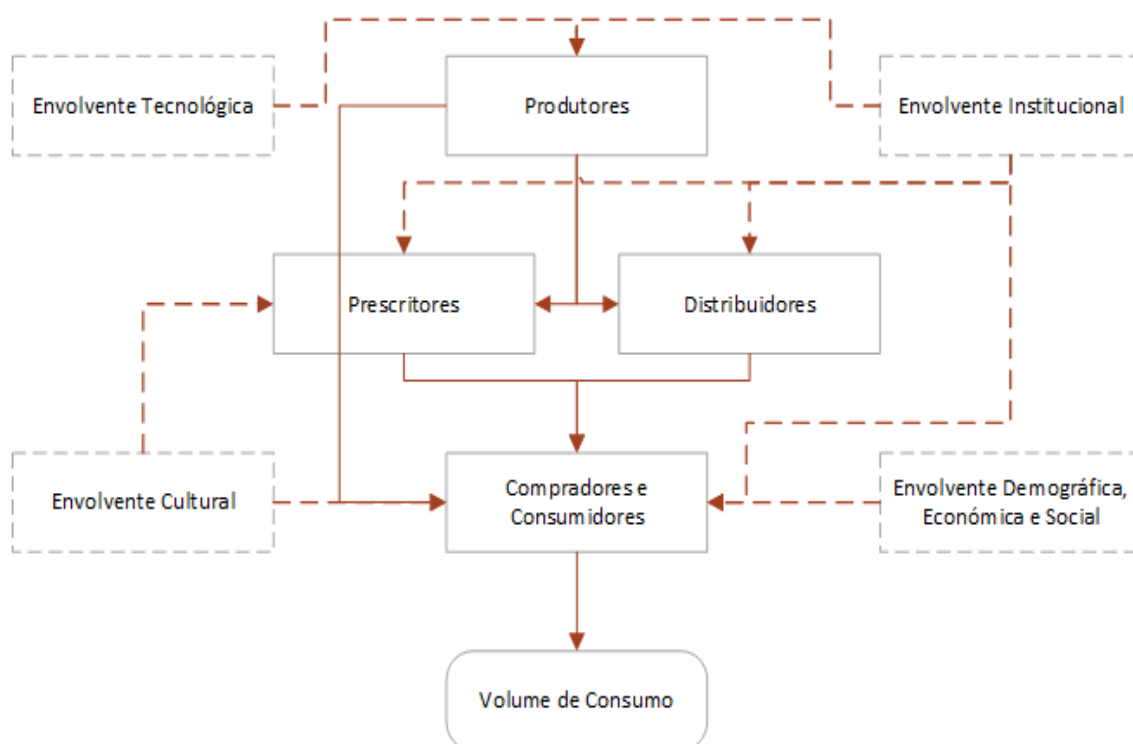 Envolvente Tecnológica
Produtores
Envolvente Institucional
Prescritores
Distribuidores
Envolvente Cultural
Compradores e
Consumidores
Envolvente Demográfica,
Económica e Social
Volume de Consumo